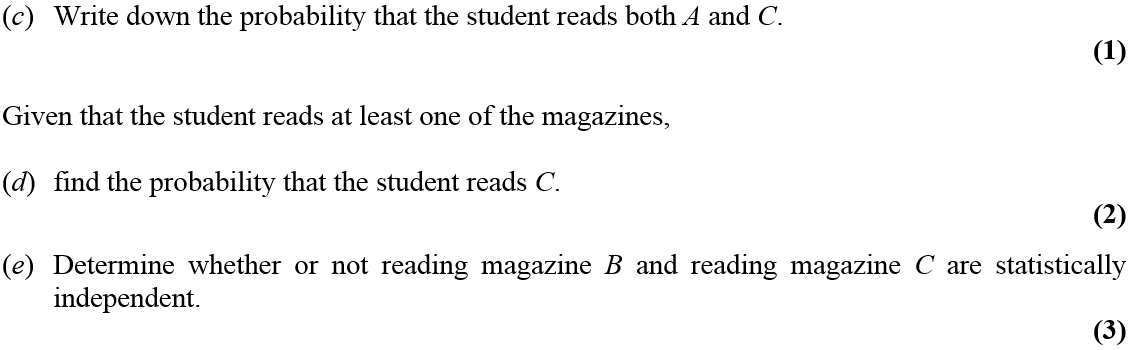 (c) Write down the probability that the student reads both A and C.
(1)
Given that the student reads at least one of the magazines,
(d) find the probability that the student reads C.
(2)
(e) Determine whether or not reading magazine B and reading magazine C are statistically
independent.
(3)